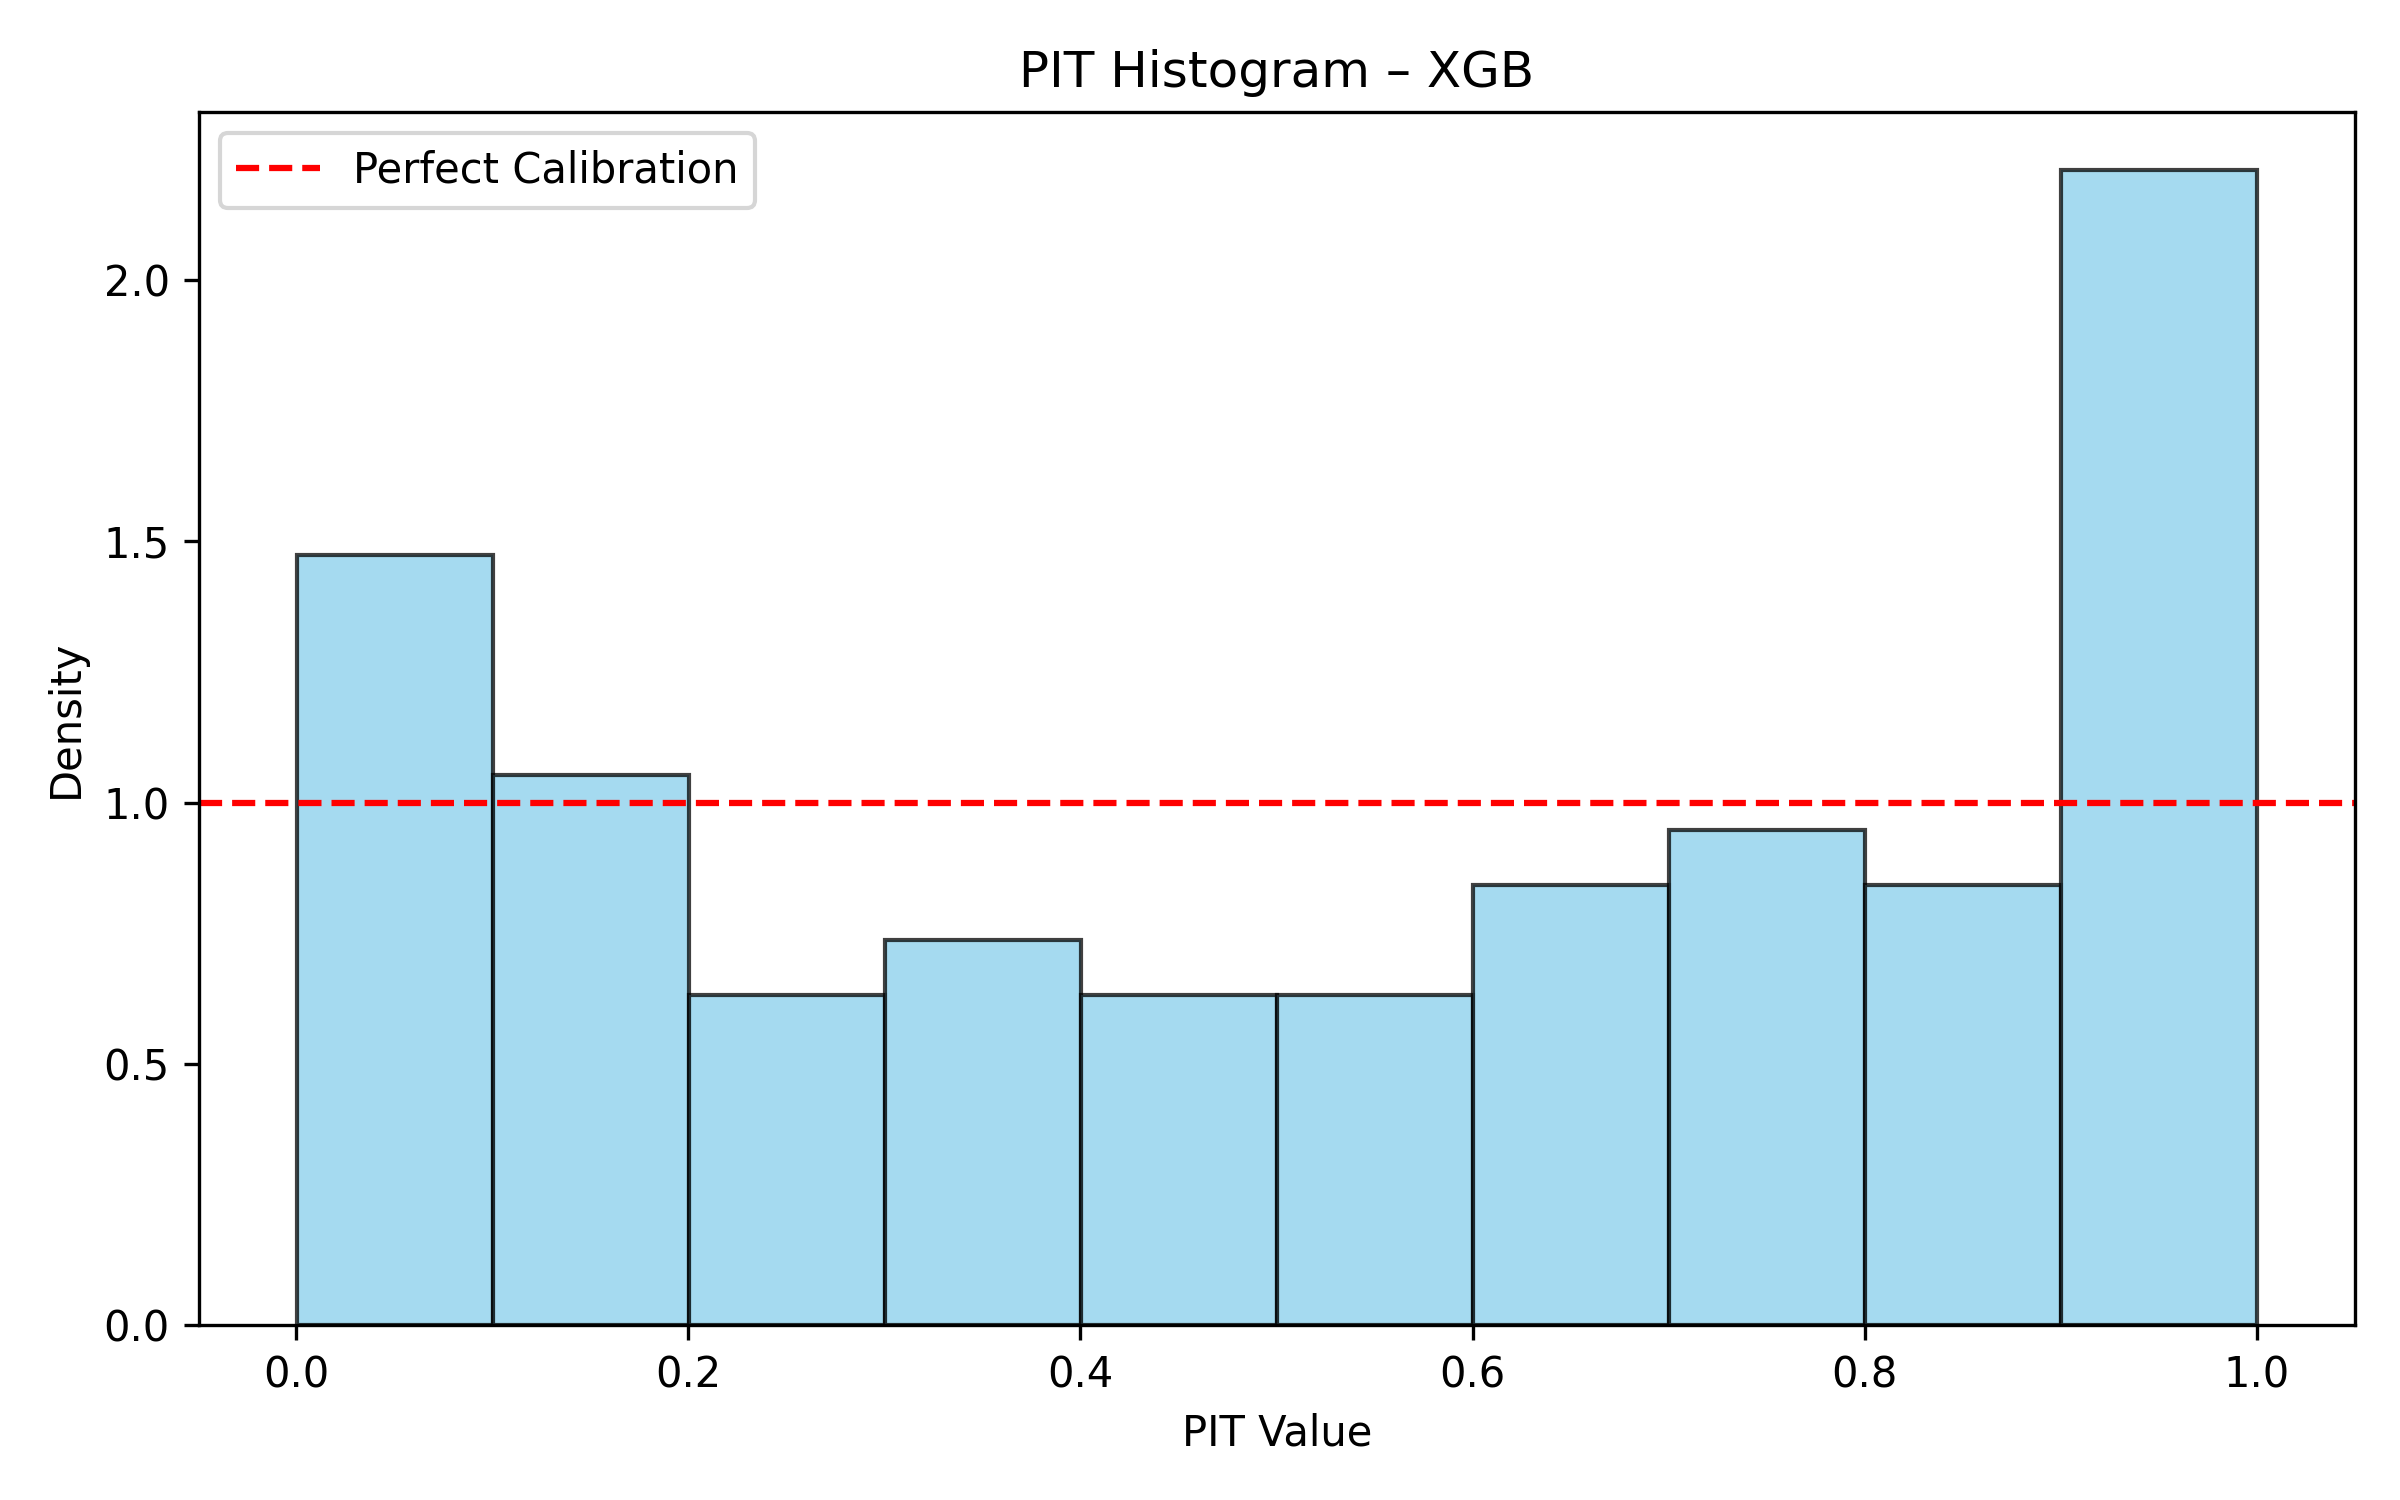 PIT Histogram – XGB
Perfect Calibration
Density
2.0
1.5
1.0
0.5
0.0
0.0 0.2 0.4 0.6 0.8 1.0
PIT Value